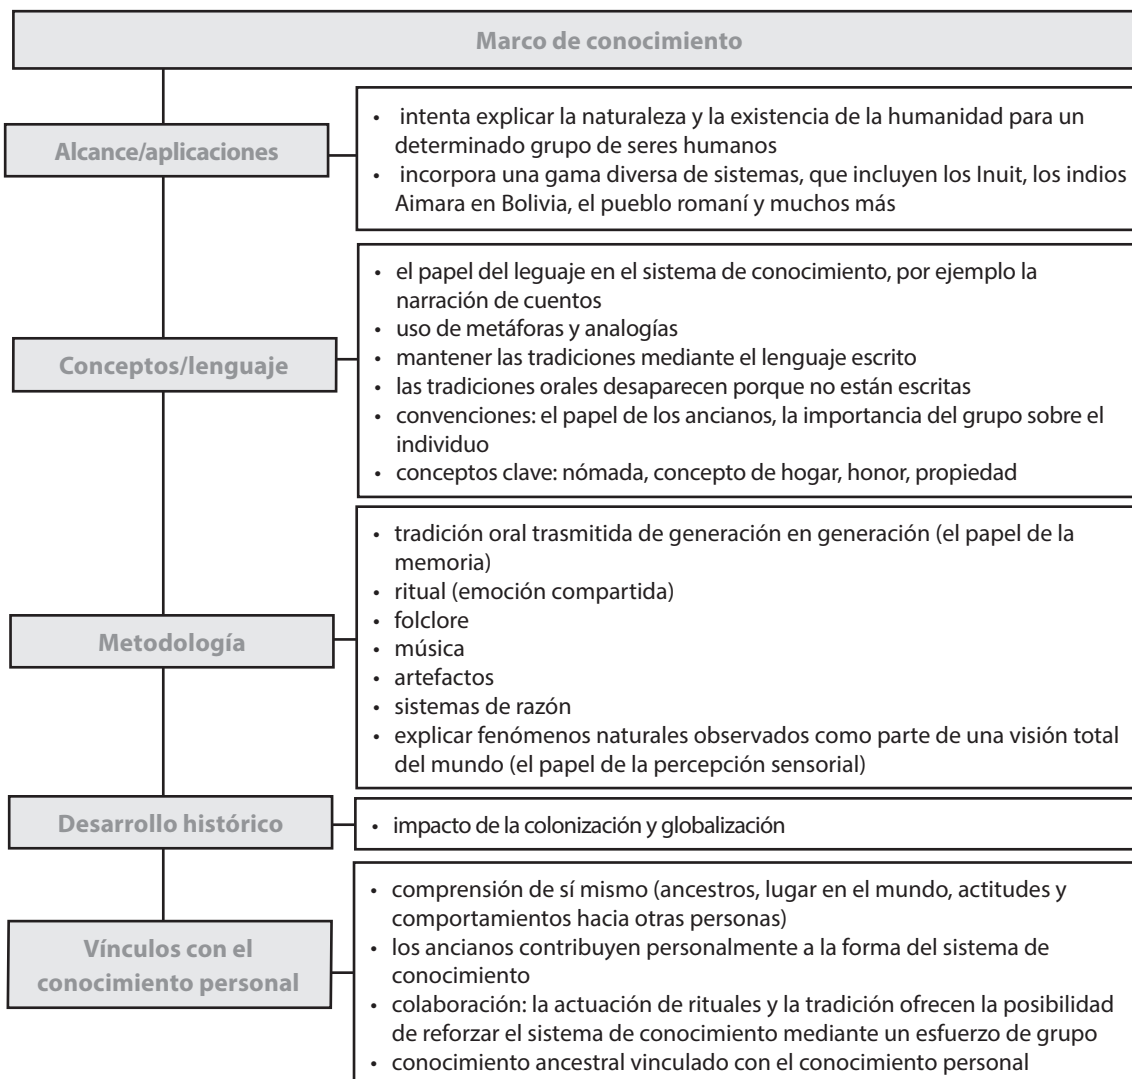 Marco de conocimiento
Alcance/aplicaciones
• intenta explicar la naturaleza y la existencia de la humanidad para un
determinado grupo de seres humanos
• incorpora una gama diversa de sistemas, que incluyen los Inuit, los indios
Aimara en Bolivia, el pueblo romaní y muchos más
Conceptos/lenguaje
• el papel del leguaje en el sistema de conocimiento, por ejemplo la
narración de cuentos
• uso de metáforas y analogías
• mantener las tradiciones mediante el lenguaje escrito
• las tradiciones orales desaparecen porque no están escritas
• convenciones: el papel de los ancianos, la importancia del grupo sobre el
individuo
• conceptos clave: nómada, concepto de hogar, honor, propiedad
Metodología
• tradición oral trasmitida de generación en generación (el papel de la
memoria)
• ritual (emoción compartida)
• folclore
• música
• artefactos
• sistemas de razón
• explicar fenómenos naturales observados como parte de una visión total
del mundo (el papel de la percepción sensorial)
Desarrollo histórico
• impacto de la colonización y globalización
Vínculos con el
conocimiento personal
• comprensión de sí mismo (ancestros, lugar en el mundo, actitudes y
comportamientos hacia otras personas)
• los ancianos contribuyen personalmente a la forma del sistema de
conocimiento
• colaboración: la actuación de rituales y la tradición ofrecen la posibilidad
de reforzar el sistema de conocimiento mediante un esfuerzo de grupo
• conocimiento ancestral vinculado con el conocimiento personal